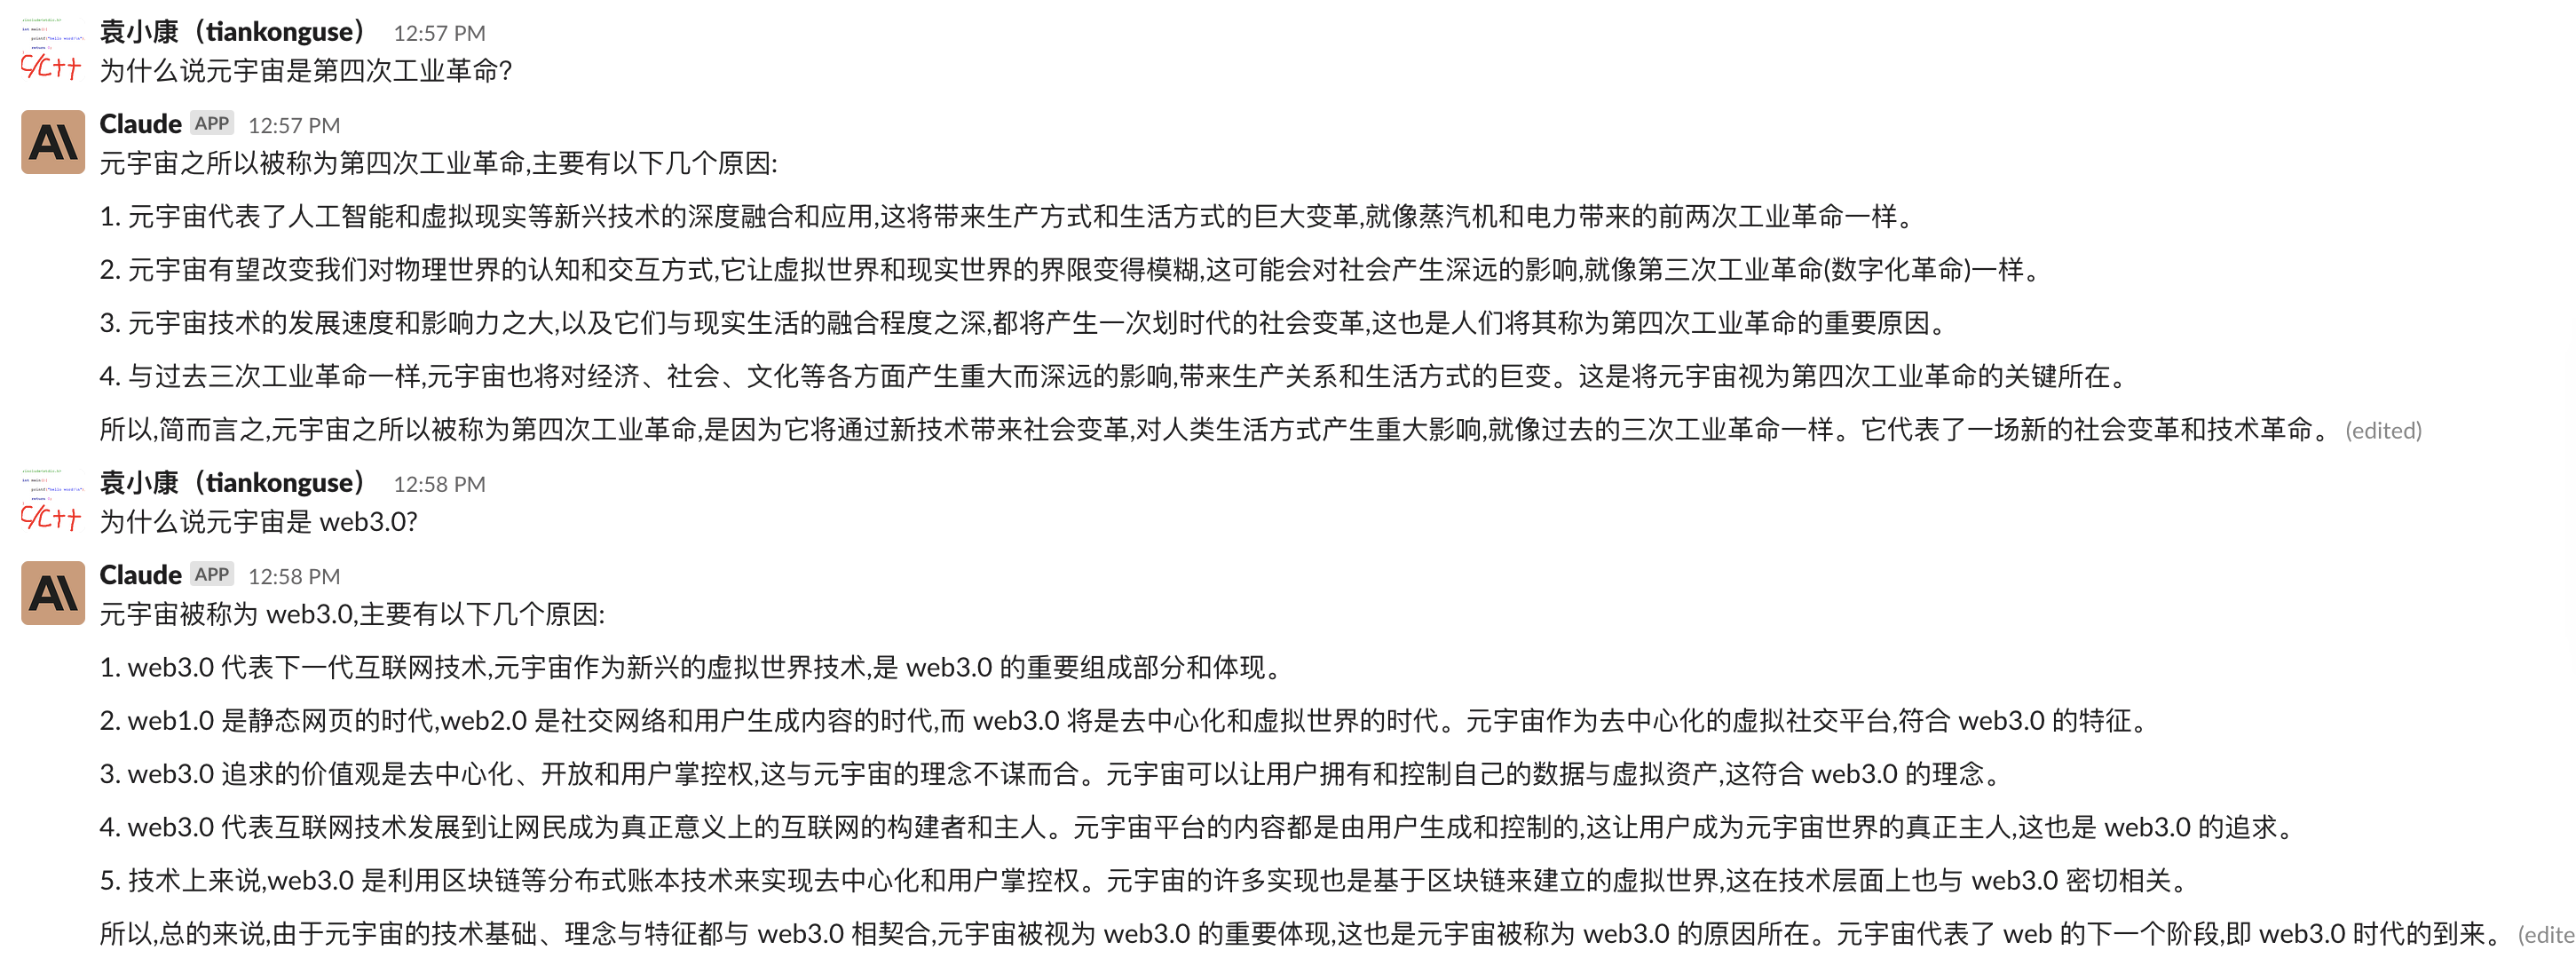 袁小康（tiankonguse） 12:57 PM
C/C++
为什么说元宇宙是第四次工业革命?
Claude APP 12:57 PM
元宇宙之所以被称为第四次工业革命,主要有以下几个原因:
1. 元宇宙代表了人工智能和虚拟现实等新兴技术的深度融合和应用,这将带来生产方式和生活方式的巨大变革,就像蒸汽机和电力带来的前两次工业革命一样。
2. 元宇宙有望改变我们对物理世界的认知和交互方式,它让虚拟世界和现实世界的界限变得模糊,这可能会对社会产生深远的影响,就像第三次工业革命(数字化革命)一样。
3. 元宇宙技术的发展速度和影响力之大,以及它们与现实生活的融合程度之深,都将产生一次划时代的社会变革,这也是人们将其称为第四次工业革命的重要原因。
4. 与过去三次工业革命一样,元宇宙也将对经济、社会、文化等各方面产生重大而深远的影响,带来生产关系和生活方式的巨变。这是将元宇宙视为第四次工业革命的关键所在。
所以,简而言之,元宇宙之所以被称为第四次工业革命,是因为它将通过新技术带来社会变革,对人类生活方式产生重大影响,就像过去的三次工业革命一样。它代表了一场新的社会变革和技术革命。 (edited)
袁小康（tiankonguse） 12:58 PM
C/C++
为什么说元宇宙是 web3.0?
Claude APP 12:58 PM
元宇宙被称为 web3.0,主要有以下几个原因:
1. web3.0 代表下一代互联网技术,元宇宙作为新兴的虚拟世界技术,是 web3.0 的重要组成部分和体现。
2. web1.0 是静态网页的时代,web2.0 是社交网络和用户生成内容的时代,而 web3.0 将是去中心化和虚拟世界的时代。元宇宙作为去中心化的虚拟社交平台,符合 web3.0 的特征。
3. web3.0 追求的价值观是去中心化、开放和用户掌控权,这与元宇宙的理念不谋而合。元宇宙可以让用户拥有和控制自己的数据与虚拟资产,这符合 web3.0 的理念。
4. web3.0 代表互联网技术发展到让网民成为真正意义上的互联网的构建者和主人。元宇宙平台的内容都是由用户生成和控制的,这让用户成为元宇宙世界的真正主人,这也是 web3.0 的追求。
5. 技术上来说,web3.0 是利用区块链等分布式账本技术来实现去中心化和用户掌控权。元宇宙的许多实现也是基于区块链来建立的虚拟世界,这在技术层面上也与 web3.0 密切相关。
所以,总的来说,由于元宇宙的技术基础、理念与特征都与 web3.0 相契合,元宇宙被视为 web3.0 的重要体现,这也是元宇宙被称为 web3.0 的原因所在。元宇宙代表了 web 的下一个阶段,即 web3.0 时代的到来。 (edite